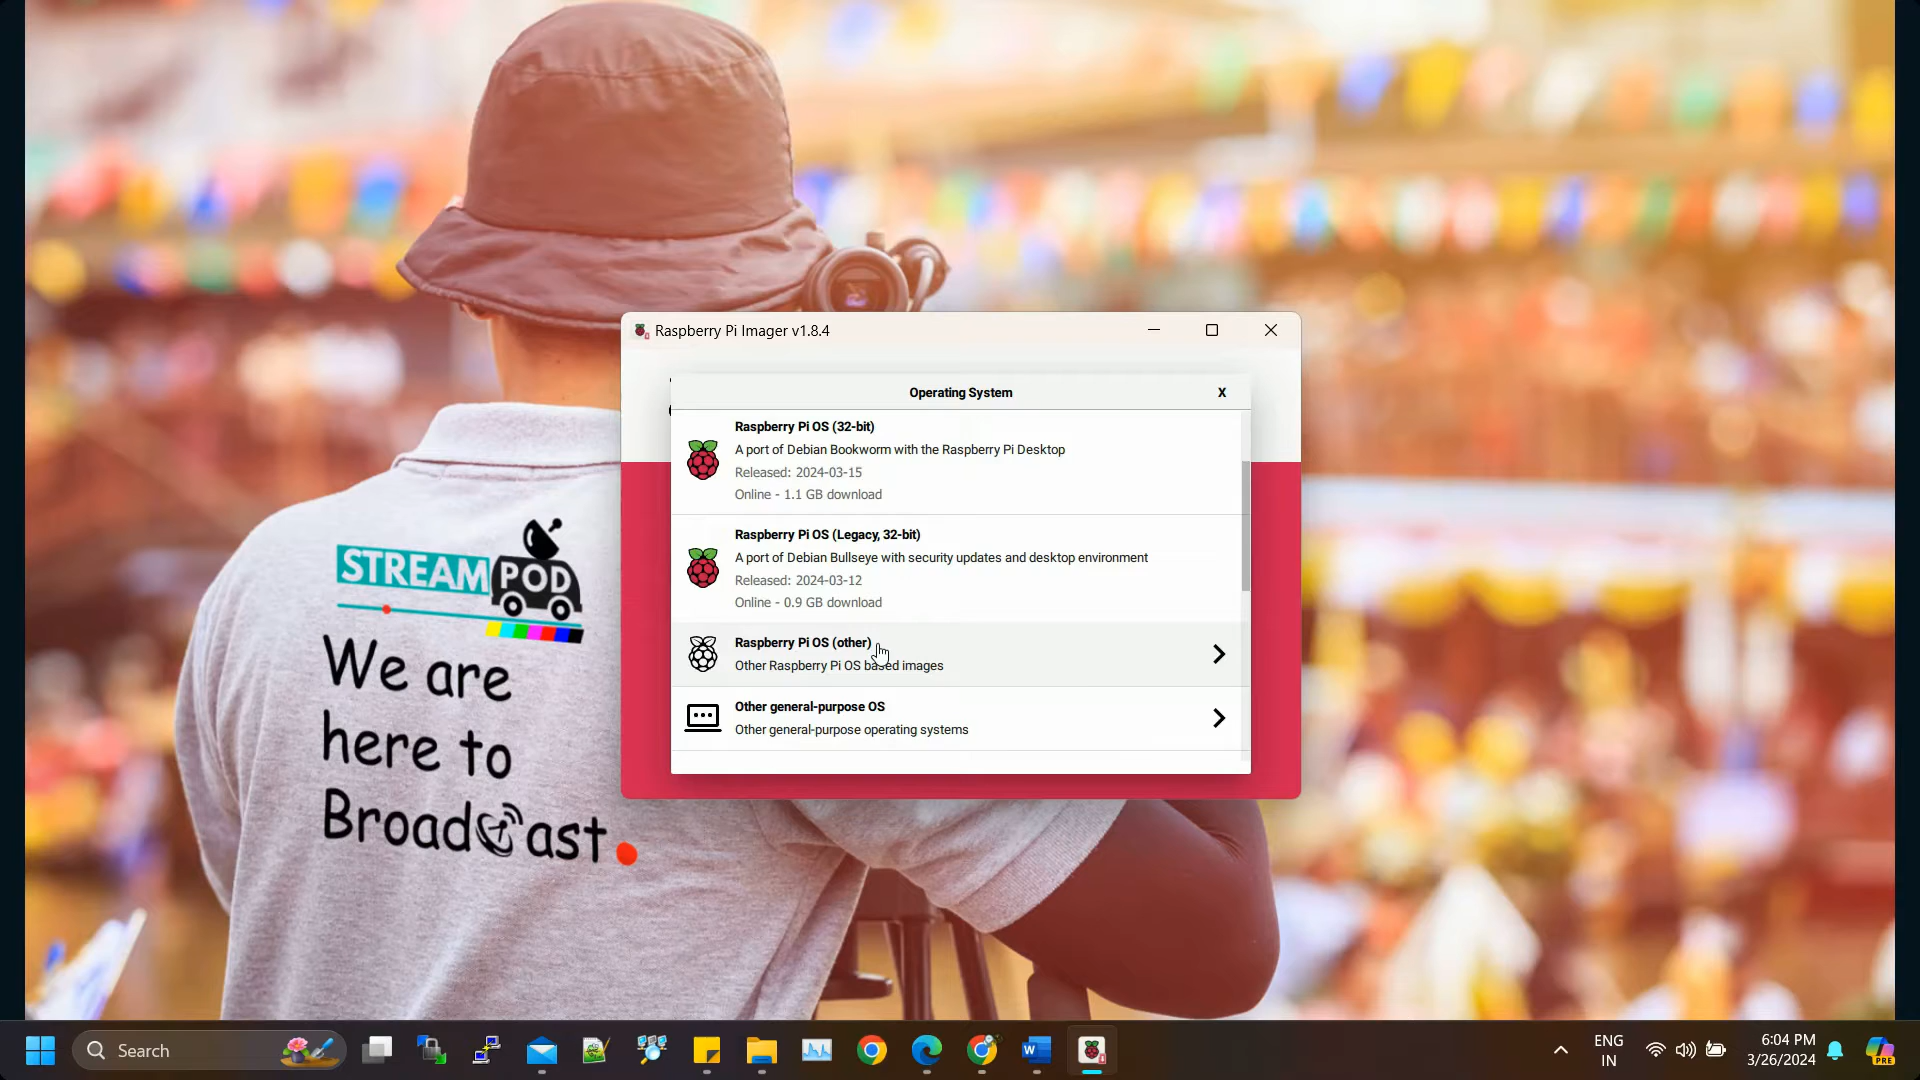 Raspberry Pi Imager v1.8.4
Operating System
X
Raspberry Pi OS (32-bit)
A port of Debian Bookworm with the Raspberry Pi Desktop
Released: 2024-03-15
Online - 1.1 GB download
Raspberry Pi OS (Legacy, 32-bit)
A port of Debian Bullseye with security updates and desktop environment
Released: 2024-03-12
Online - 0.9 GB download
Raspberry Pi OS (other)
Other Raspberry Pi OS based images
Other general-purpose OS
Other general-purpose operating systems
STREAM POD
We are
here to
Broadcast.
Search
ENG
IN
6:04 PM
3/26/2024
PRE